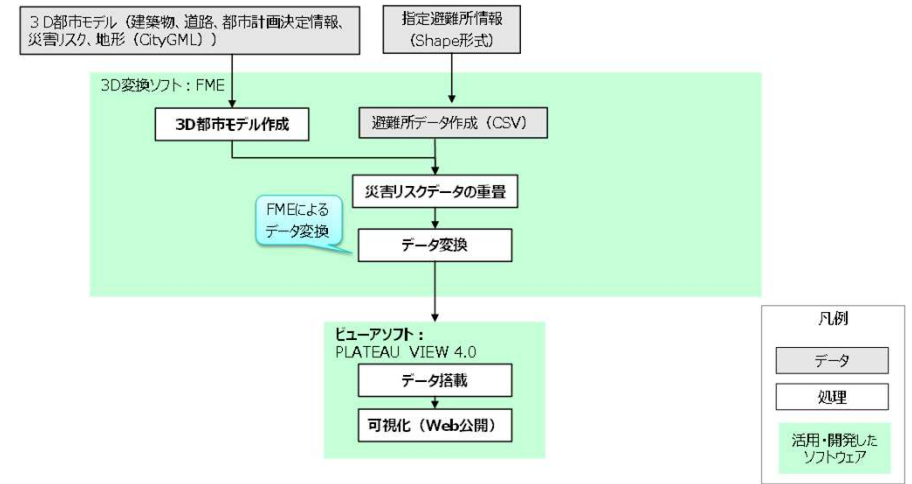 3D都市モデル（建築物、道路、都市計画決定情報、
災害リスク、地形（CityGML））
指定避難所情報
（Shape形式）
3D変換ソフト：FME
3D都市モデル作成
避難所データ作成（CSV）
災害リスクデータの重畳
FMEによる
データ変換
データ変換
ビューアソフト：
PLATEAU VIEW 4.0
データ搭載
可視化（Web公開）
凡例
データ
処理
活用・開発した
ソフトウェア